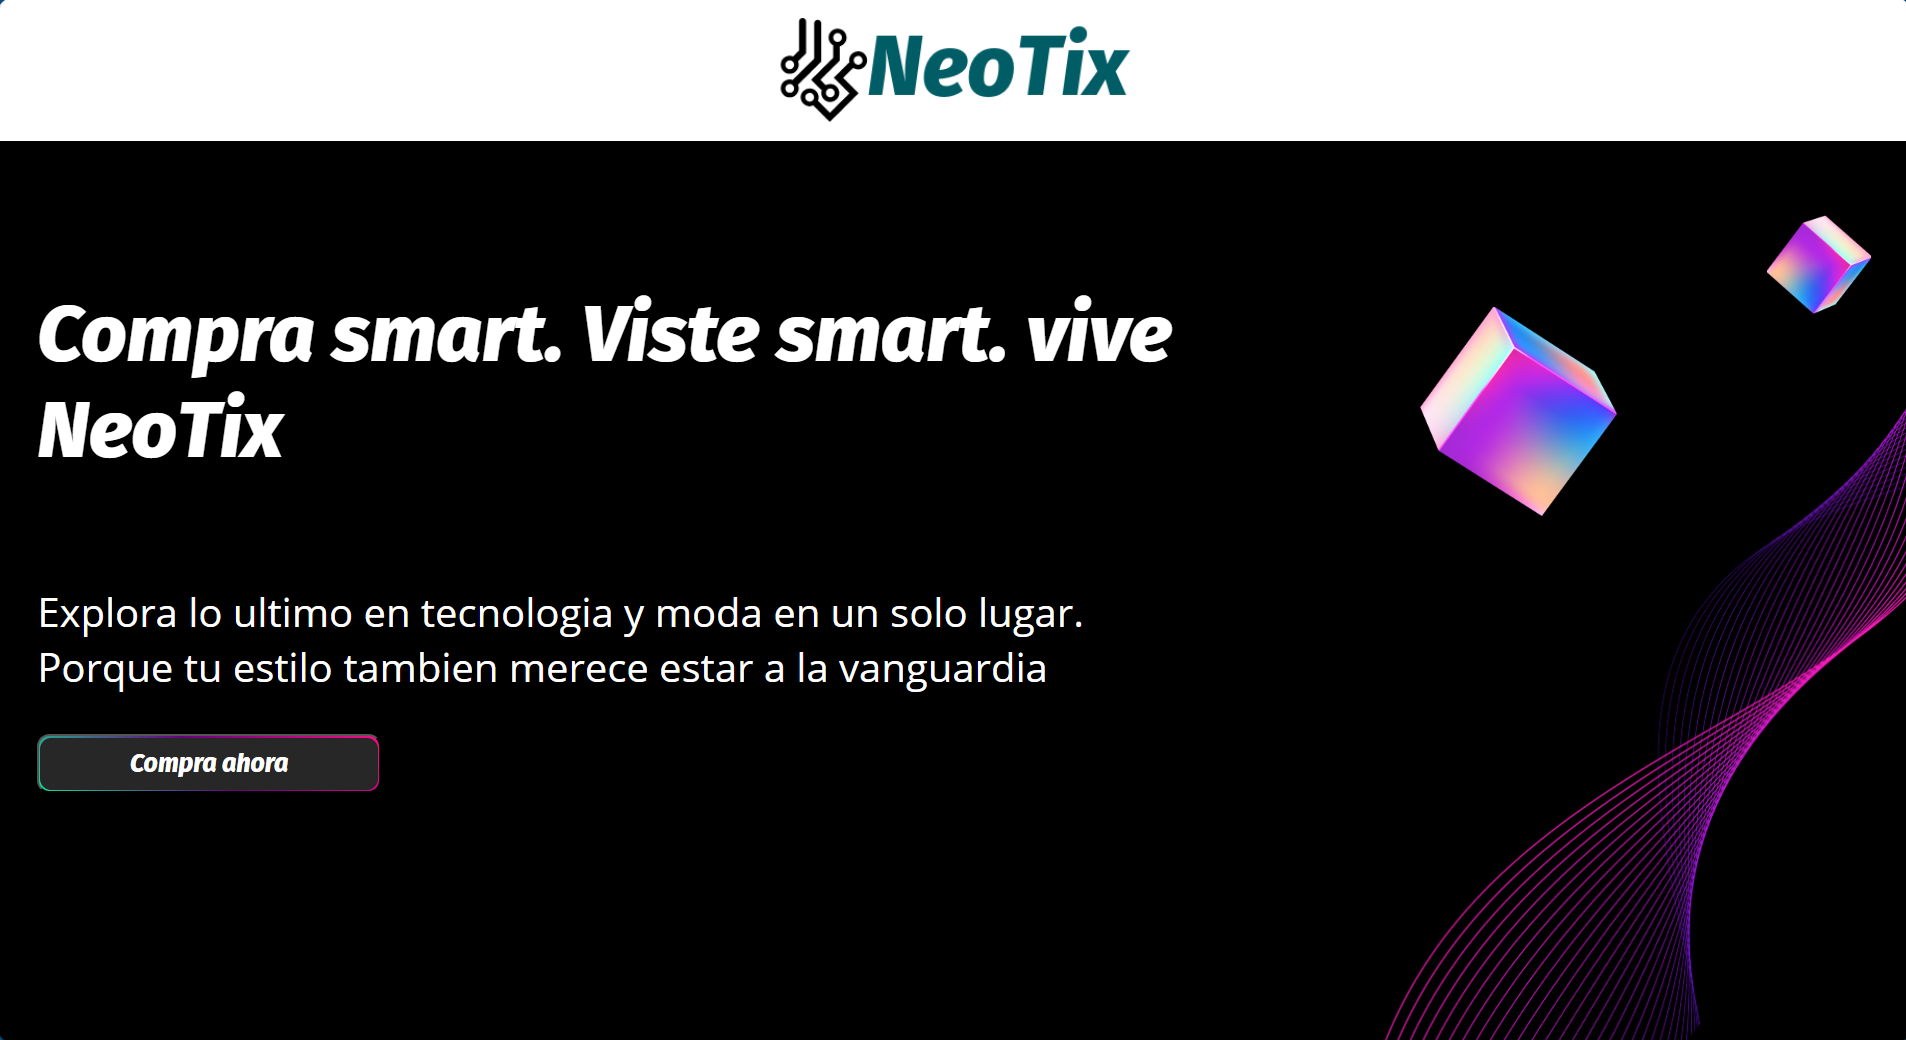 NeoTix
Compra smart. Viste smart. vive
NeoTix
Explora lo ultimo en tecnologia y moda en un solo lugar.
Porque tu estilo tambien merece estar a la vanguardia
Compra ahora